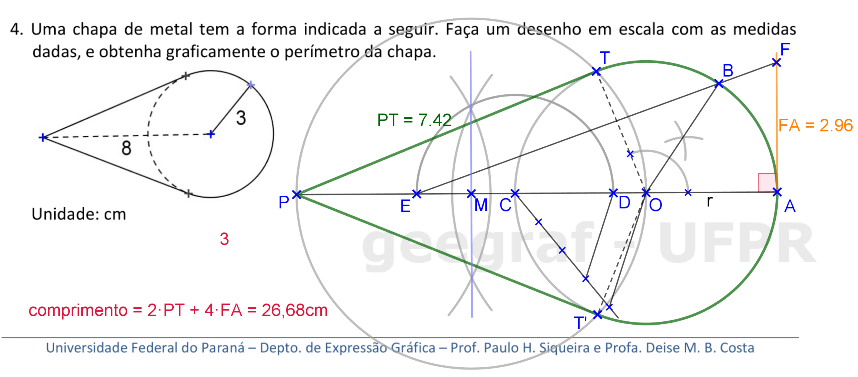 4. Uma chapa de metal tem a forma indicada a seguir. Faça um desenho em escala com as medidas
dadas, e obtenha graficamente o perímetro da chapa.
T
B
F
3
PT = 7.42
FA = 2.96
8
P
E
M
C
D
O
r
A
Unidade: cm
3
geegraf - UFPR
comprimento = 2·PT + 4·FA = 26,68cm
T'
Universidade Federal do Paraná – Depto. de Expressão Gráfica – Prof. Paulo H. Siqueira e Profa. Deise M. B. Costa